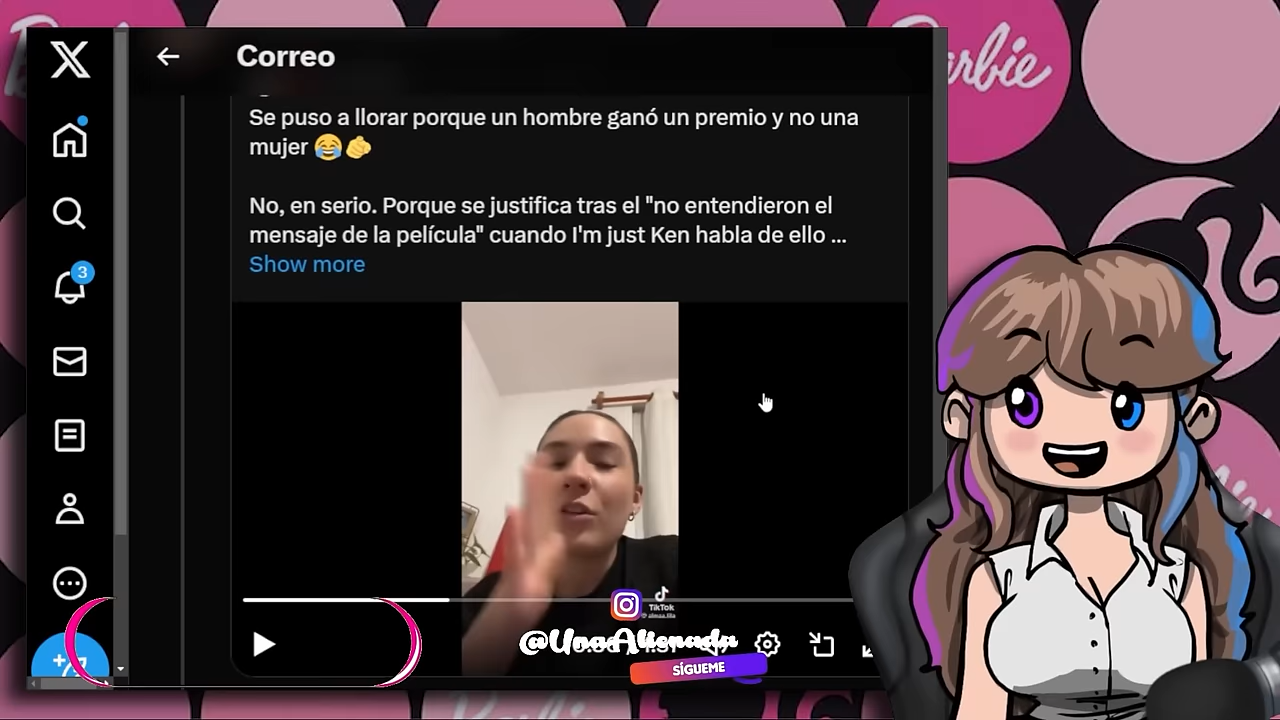 Barbie
X
Correo
Se puso a llorar porque un hombre ganó un premio y no una
mujer 😂🫵
No, en serio. Porque se justifica tras el "no entendieron el
mensaje de la película" cuando I'm just Ken habla de ello ...
Show more
3
TikTok
@UnaAlienada
SÍGUEME